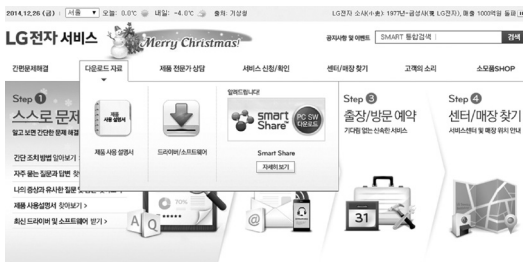 2014.12.26 (금) 서울 오늘: 0.0℃ 내일: -4.0℃ 출처: 기상청
LG전자 소사(小史): 1977년-금성사(現 LG전자), 매출 1000억원 돌파
LG전자 서비스
Merry Christmas!
공지사항 및 이벤트 SMART 통합검색 검색
간편문제해결 다운로드 자료 제품 전문가 상담 서비스 신청/확인 센터/매장 찾기 고객의 소리 소모품SHOP
Step 1
스스로 문제
알고 보면 간단한 문제 해결
간단 조치 방법 알아보기 >
자주 묻는 질문과 답변 찾
나의 증상과 유사한 질문
제품 사용설명서 찾아보기 >
최신 드라이버 및 소프트웨어 받기 >
제품
사용 설명서
제품 사용 설명서
드라이버/소프트웨어
알려드립니다!
smart
Share
PC SW
다운로드
Smart Share
자세히 보기
Step 3
출장/방문 예약
기다림 없는 신속한 서비스
Step 4
센터/매장 찾기
서비스센터 및 매장 위치 안내
A Q
70%
@
31